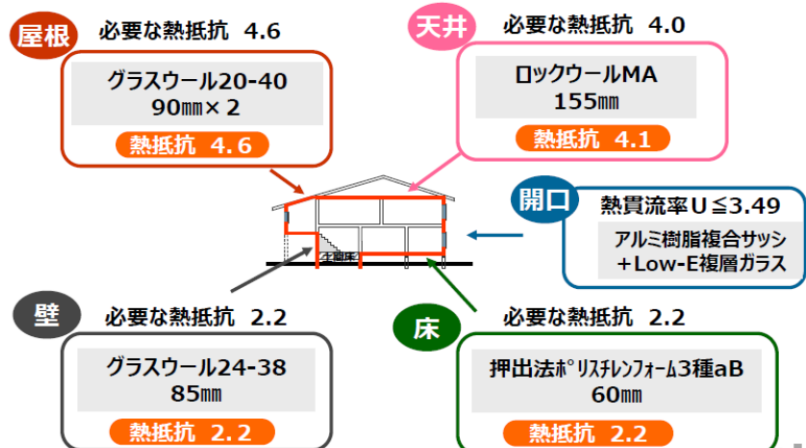 屋根
必要な熱抵抗 4.6
グラスウール20-40
90㎜×2
熱抵抗 4.6
天井
必要な熱抵抗 4.0
ロックウールMA
155㎜
熱抵抗 4.1
開口
熱貫流率U≦3.49
アルミ樹脂複合サッシ
+Low-E複層ガラス
土間床
壁
必要な熱抵抗 2.2
グラスウール24-38
85㎜
熱抵抗 2.2
床
必要な熱抵抗 2.2
押出法ﾎﾟﾘｽﾁﾚﾝﾌｫｰﾑ3種aB
60㎜
熱抵抗 2.2